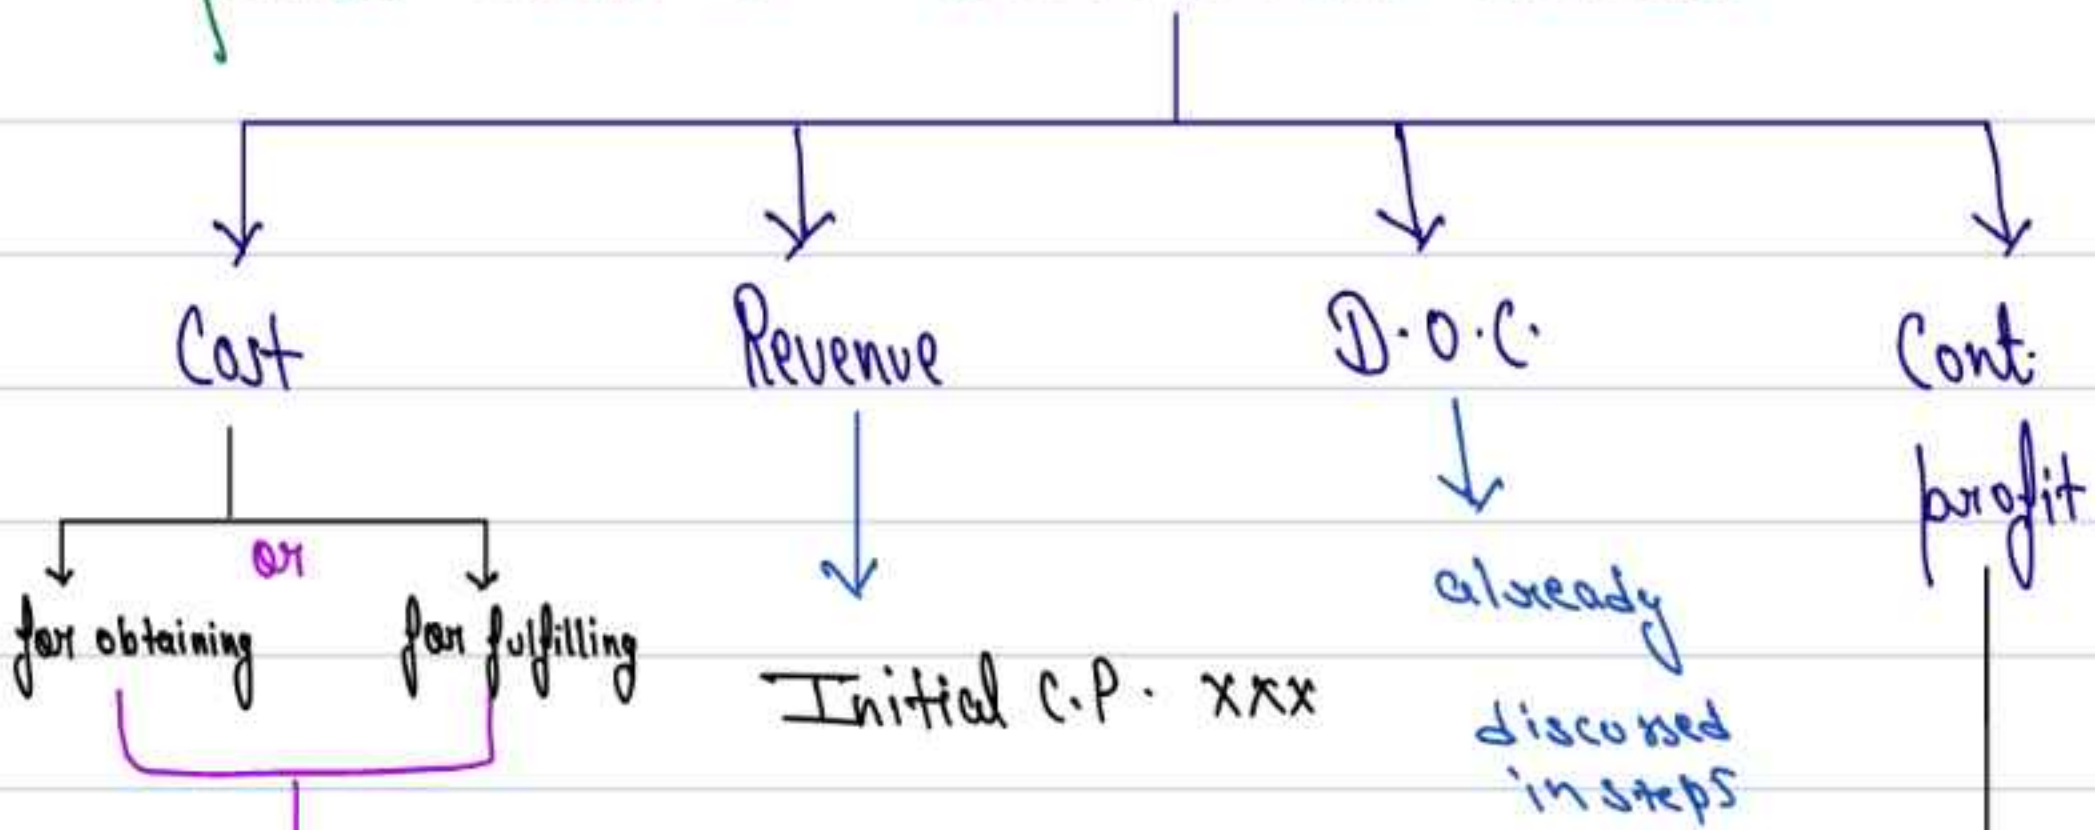 Cost Revenue D.O.C. Cont.
profit
or
already
for obtaining for fulfilling
Initial C.P. xxx
discussed
in steps